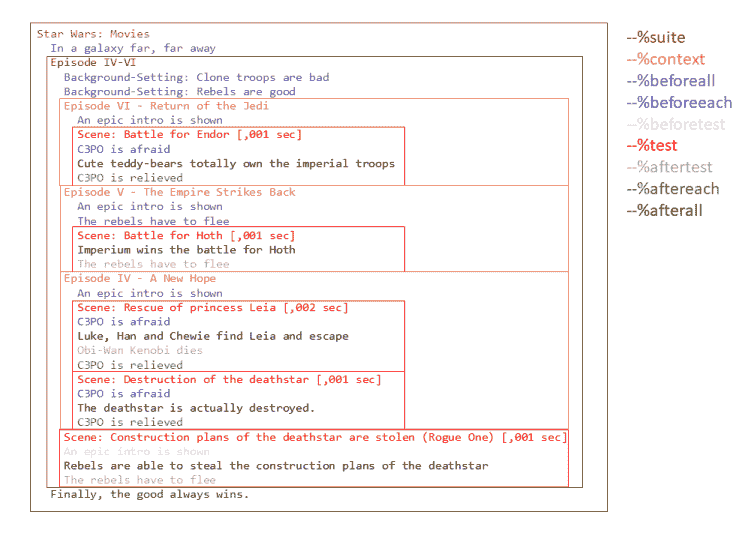 Star Wars: Movies
In a galaxy far, far away
Episode IV-VI
Background-Setting: Clone troops are bad
Background-Setting: Rebels are good
Episode VI - Return of the Jedi
An epic intro is shown
Scene: Battle for Endor [,001 sec]
C3PO is afraid
Cute teddy-bears totally own the imperial troops
C3PO is relieved
Episode V - The Empire Strikes Back
An epic intro is shown
The rebels have to flee
Scene: Battle for Hoth [,001 sec]
Imperium wins the battle for Hoth
The rebels have to flee
Episode IV - A New Hope
An epic intro is shown
Scene: Rescue of princess Leia [,002 sec]
C3PO is afraid
Luke, Han and Chewie find Leia and escape
Obi-Wan Kenobi dies
C3PO is relieved
Scene: Destruction of the deathstar [,001 sec]
C3PO is afraid
The deathstar is actually destroyed.
C3PO is relieved
Scene: Construction plans of the deathstar are stolen (Rogue One) [,001 sec]
An epic intro is shown
Rebels are able to steal the construction plans of the deathstar
The rebels have to flee
Finally, the good always wins.
--%suite
--%context
--%beforeall
--%beforeeach
--%beforetest
--%test
--%aftertest
--%aftereach
--%afterall